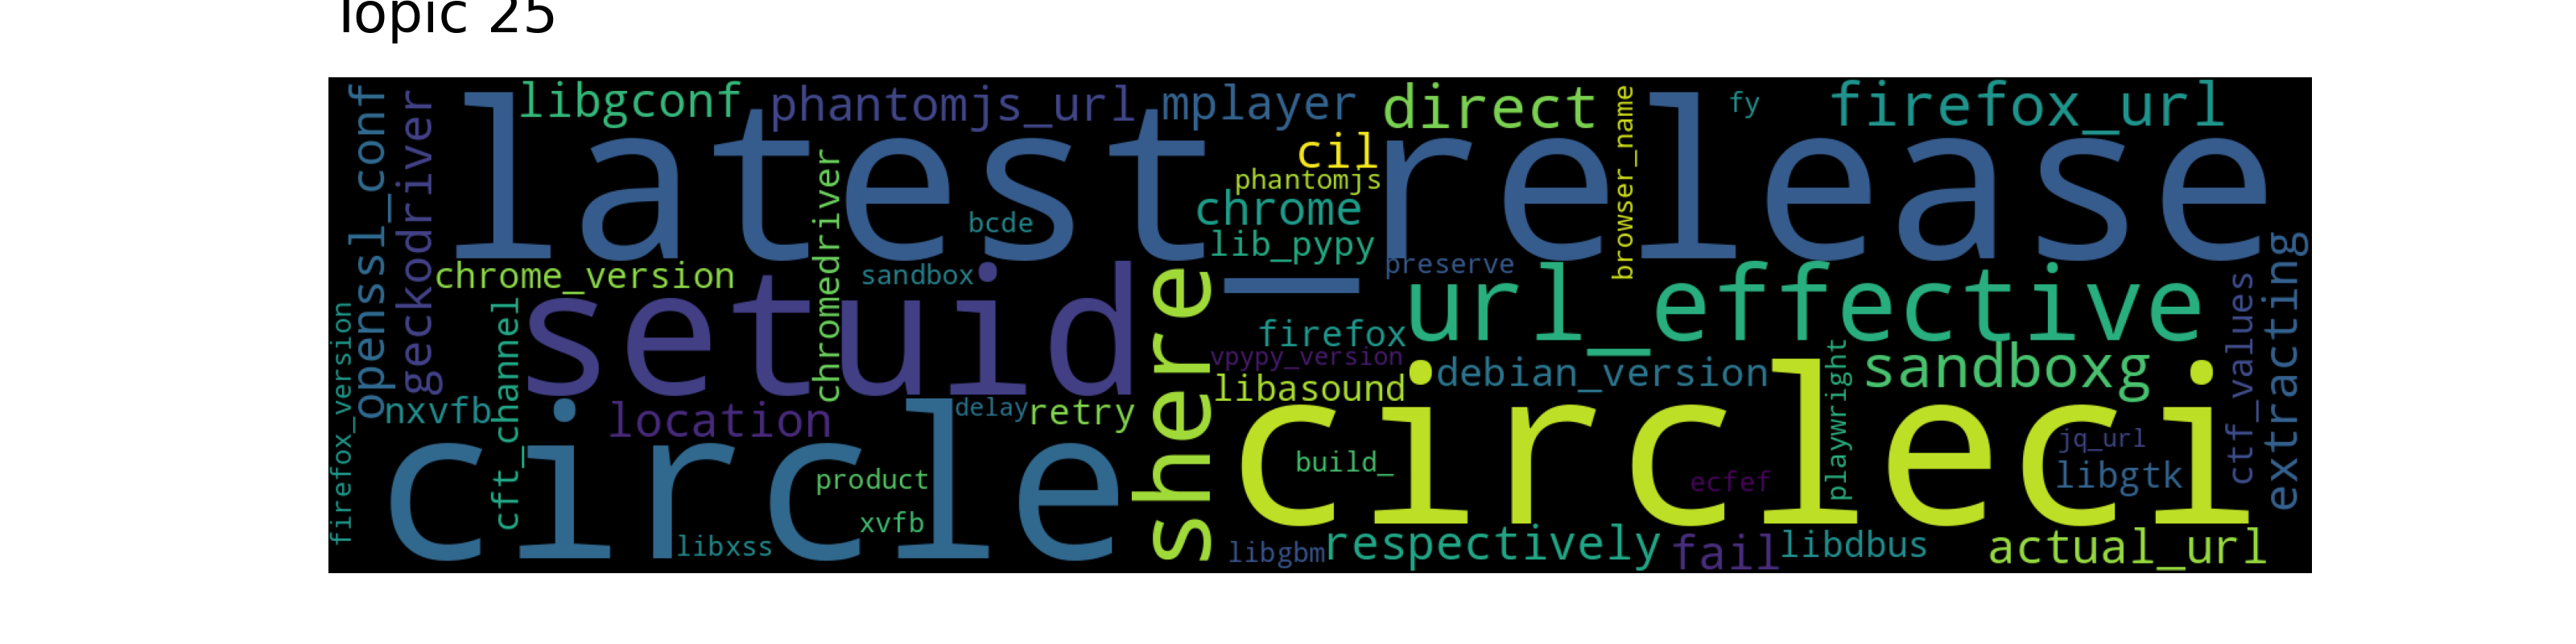 Topic 25
openssl_conf
geckodriver
libgconf
phantomjs_url
mplayer
direct
browser_name
fy
firefox_url
latest_release
cil
phantomjs
chrome
lib_pypy
bcde
chromedriver
chrome_version
sandbox
preserve
setuid
url_effective
extracting
ctf_values
firefox_version
cft_channel
shere
firefox
vpypy_version
libasound
debian_version
playwright
sandboxg
nxvfb
location
delay
retry
circle
circleci
product
xvfb
libxss
build_
ecfef
jq_url
libgtk
libgbm
respectively
fail
libdbus
actual_url